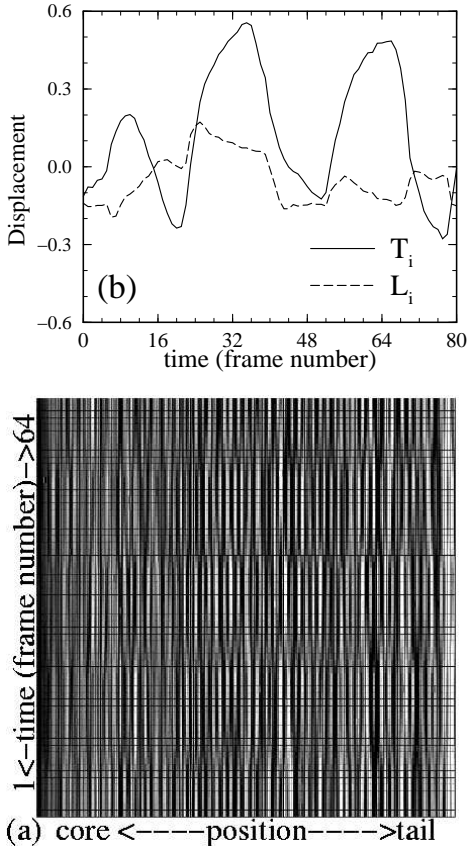 0.6
0.3
0.0
−0.3
−0.6
Displacement
(b)
T_i
L_i
0 16 32 48 64 80
time (frame number)
1<−time (frame number)−>64
(a) core <−−−−position−−−−>tail